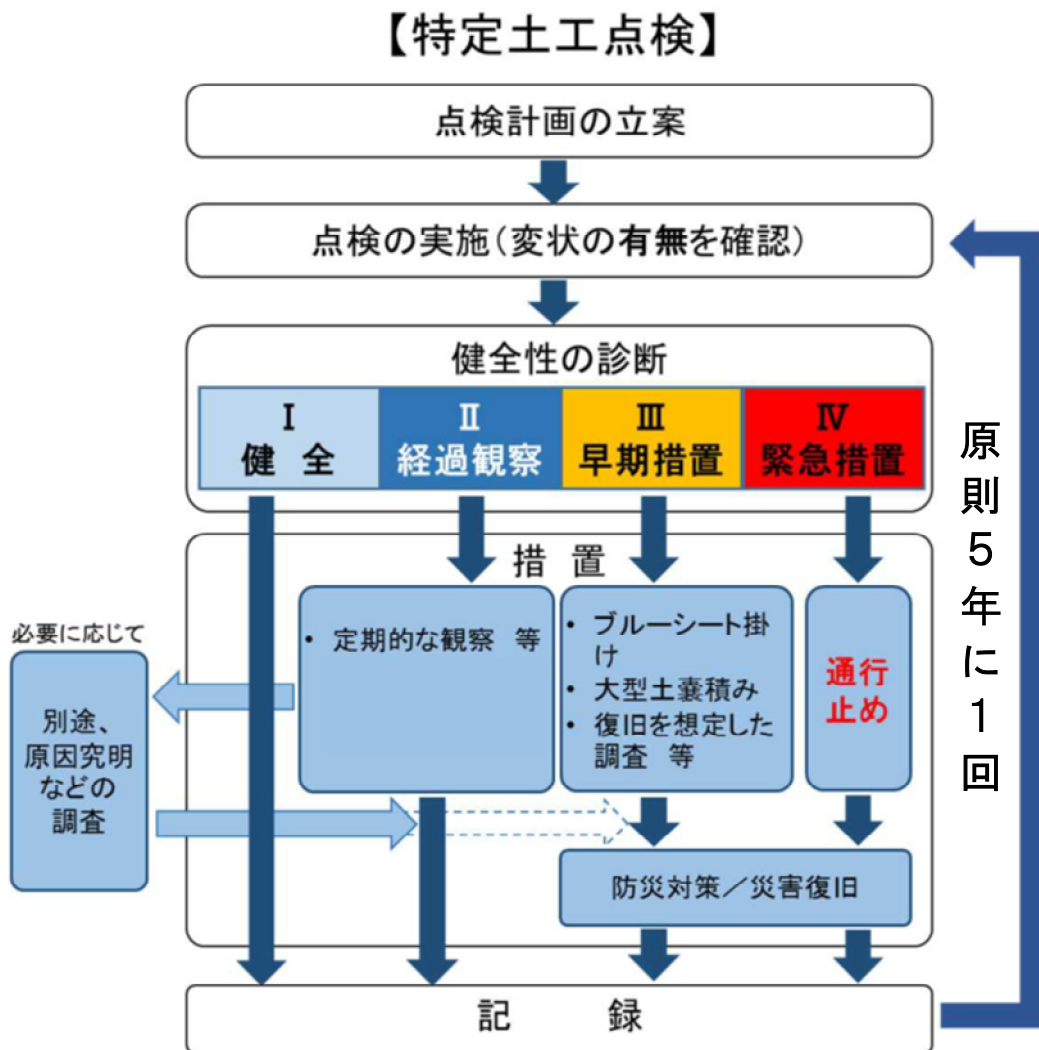 【特定土工点検】
点検計画の立案
点検の実施（変状の有無を確認）
健全性の診断
Ⅰ
健 全
Ⅱ
経過観察
Ⅲ
早期措置
Ⅳ
緊急措置
措 置
• 定期的な観察 等
• ブルーシート掛
け
• 大型土嚢積み
• 復旧を想定した
調査 等
通行
止め
必要に応じて
別途、
原因究明
などの
調査
防災対策／災害復旧
記 録
原則５年に１回